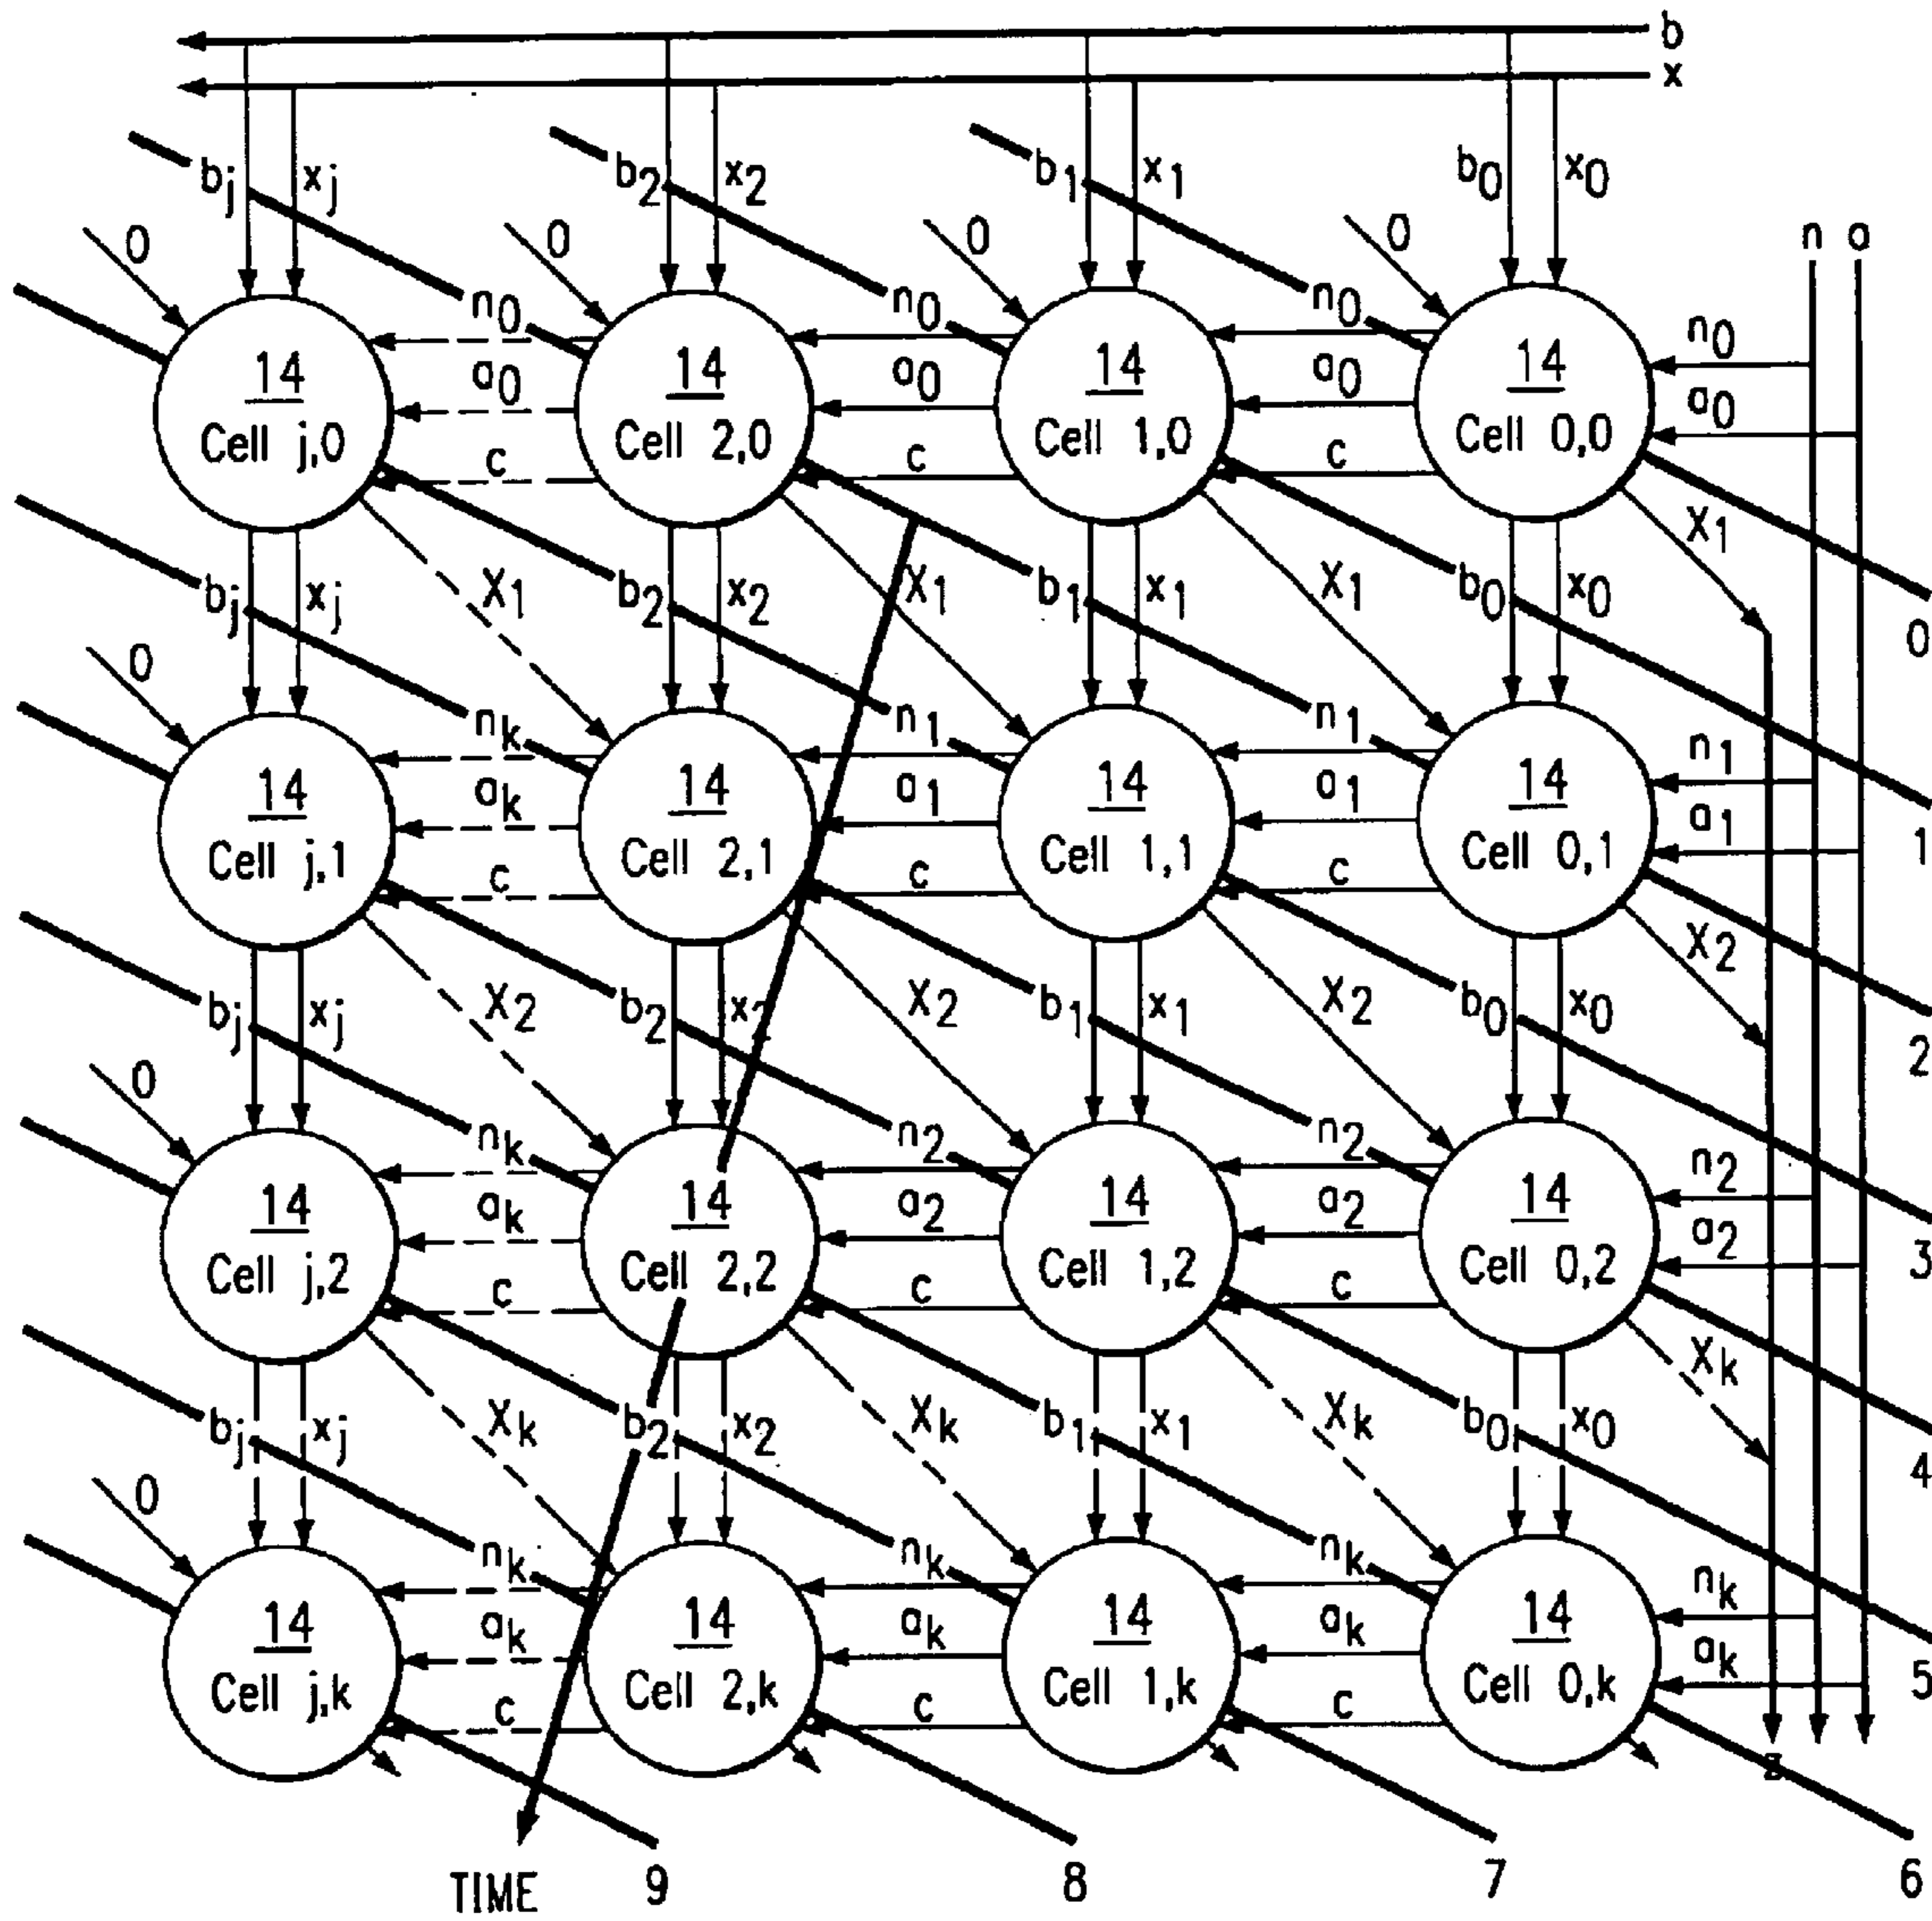 b
x
bj xj b2 x2 b1 x1 b0 x0
0 0 0 0 n a
n0 n0 n0 n0
14 a0 14 a0 14 a0 14 a0
Cell j,0 c Cell 2,0 c Cell 1,0 c Cell 0,0
X1
bj xj X1 b2 x2 X1 b1 x1 X1 b0 x0
0 0
nk n1 n1 n1
14 ak 14 a1 14 a1 14 a1
Cell j,1 c Cell 2,1 c Cell 1,1 c Cell 0,1 1
X2
bj xj X2 b2 x2 X2 b1 x1 X2 b0 x0
0 2
nk n2 n2 n2
14 ak 14 a2 14 a2 14 a2
Cell j,2 c Cell 2,2 c Cell 1,2 c Cell 0,2 3
Xk
bj xj Xk b2 x2 Xk b1 x1 Xk b0 x0
0 4
nk nk nk nk
14 ak 14 ak 14 ak 14 ak
Cell j,k c Cell 2,k c Cell 1,k c Cell 0,k 5
z
TIME 9 8 7 6